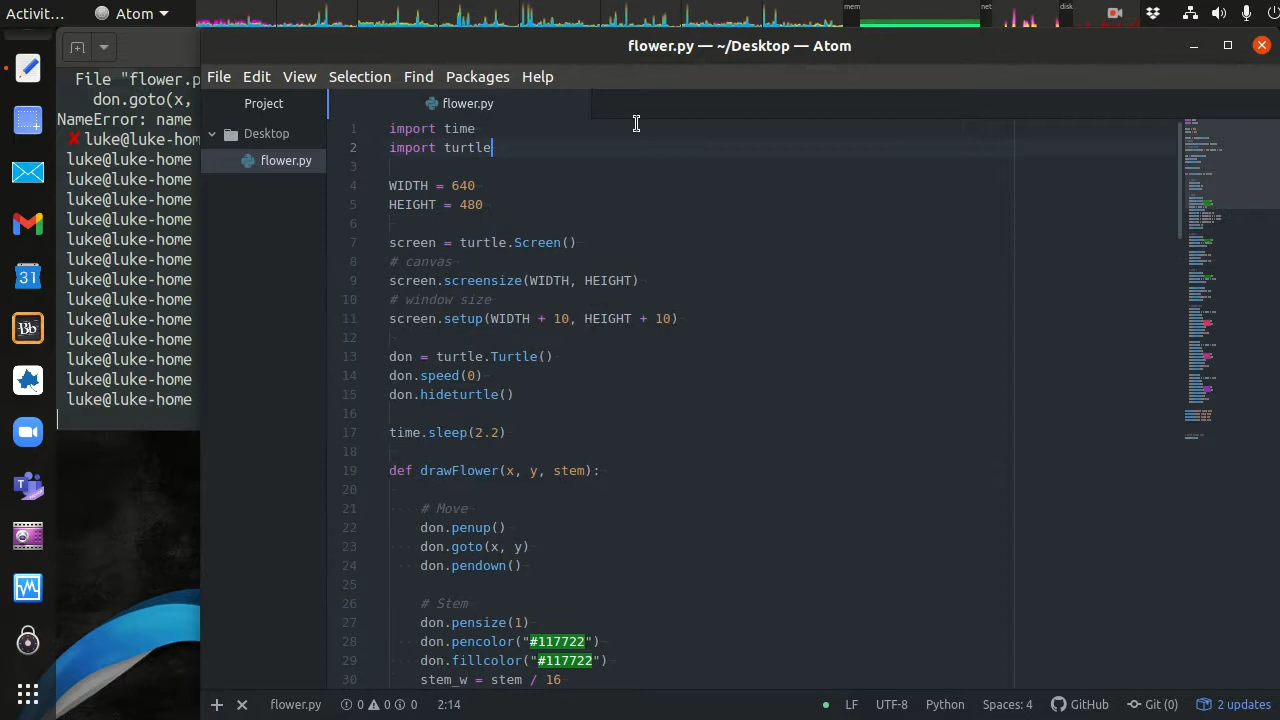 Activit…
Atom
mem
net
disk
flower.py — ~/Desktop — Atom
File "flower.p
don.goto(x,
NameError: name
✘ luke@luke-hom
luke@luke-home
luke@luke-home
luke@luke-home
luke@luke-home
luke@luke-home
luke@luke-home
luke@luke-home
luke@luke-home
luke@luke-home
luke@luke-home
luke@luke-home
luke@luke-home
luke@luke-home
31
Bb
File Edit View Selection Find Packages Help
Project
Desktop
flower.py
flower.py
1 import time
2 import turtle
3
4 WIDTH = 640
5 HEIGHT = 480
6
7 screen = turtle.Screen()
8 # canvas
9 screen.screensize(WIDTH, HEIGHT)
10 # window size
11 screen.setup(WIDTH + 10, HEIGHT + 10)
12
13 don = turtle.Turtle()
14 don.speed(0)
15 don.hideturtle()
16
17 time.sleep(2.2)
18
19 def drawFlower(x, y, stem):
20
21 # Move
22 don.penup()
23 don.goto(x, y)
24 don.pendown()
25
26 # Stem
27 don.pensize(1)
28 don.pencolor("#117722")
29 don.fillcolor("#117722")
30 stem_w = stem / 16
flower.py 0 0 0 2:14 LF UTF-8 Python Spaces: 4 GitHub Git (0) 2 updates